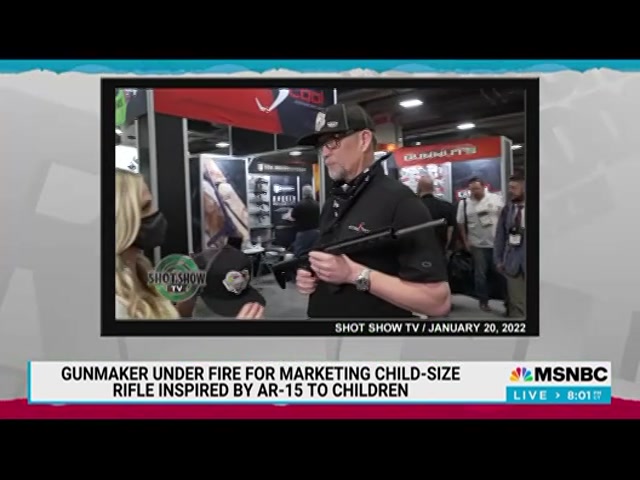 GUNNUTS
SHOT SHOW
TV
SHOT SHOW TV / JANUARY 20, 2022
GUNMAKER UNDER FIRE FOR MARKETING CHILD-SIZE
RIFLE INSPIRED BY AR-15 TO CHILDREN
MSNBC
LIVE > 8:01